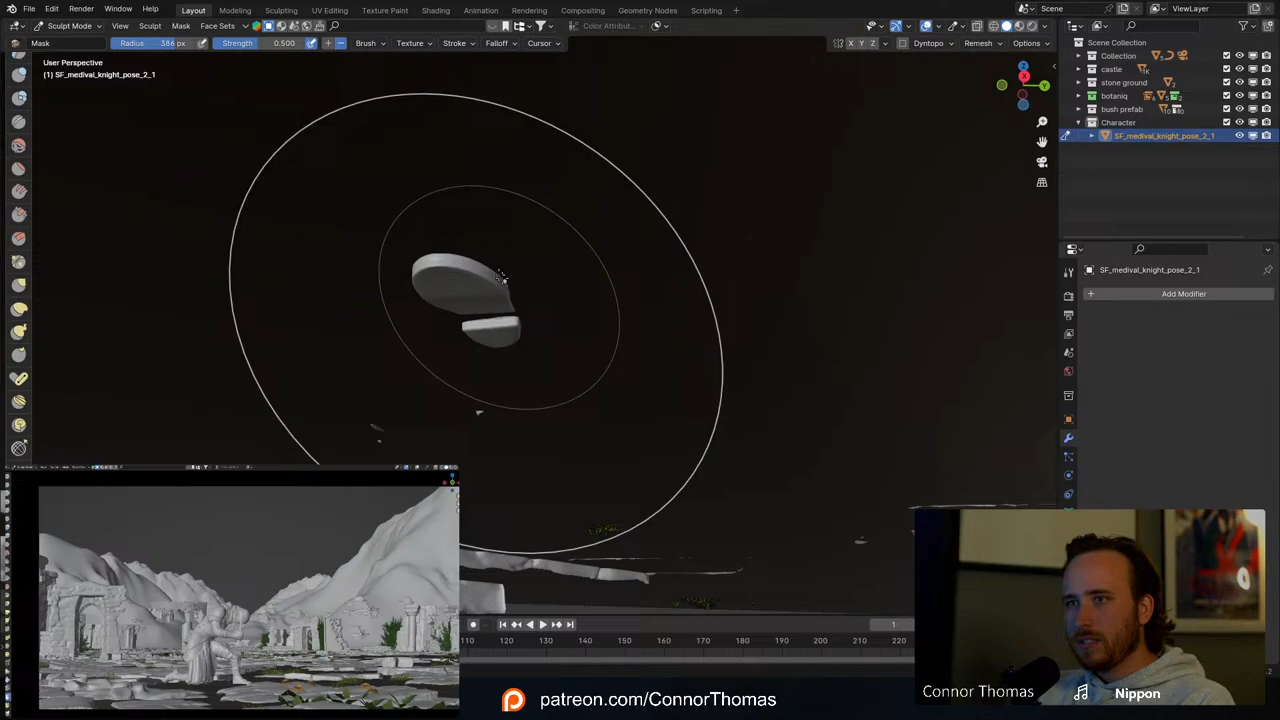 File Edit Render Window Help Layout Modeling Sculpting UV Editing Texture Paint Shading Animation Rendering Compositing Geometry Nodes Scripting + Scene ViewLayer
Sculpt Mode View Sculpt Mask Face Sets Color Attribute
Mask Radius 386 px Strength 0.500 Brush Texture Stroke Falloff Cursor X Y Z Dyntopo Remesh Options
User Perspective
(1) SF_medival_knight_pose_2_1
Scene Collection
Collection
castle 1K
stone ground 2
botaniq
bush prefab
Character
SF_medival_knight_pose_2_1
SF_medival_knight_pose_2_1
+ Add Modifier
1
110 120 130 140 150 160 170 180 190 200 210 220
Connor Thomas Nippon
patreon.com/ConnorThomas